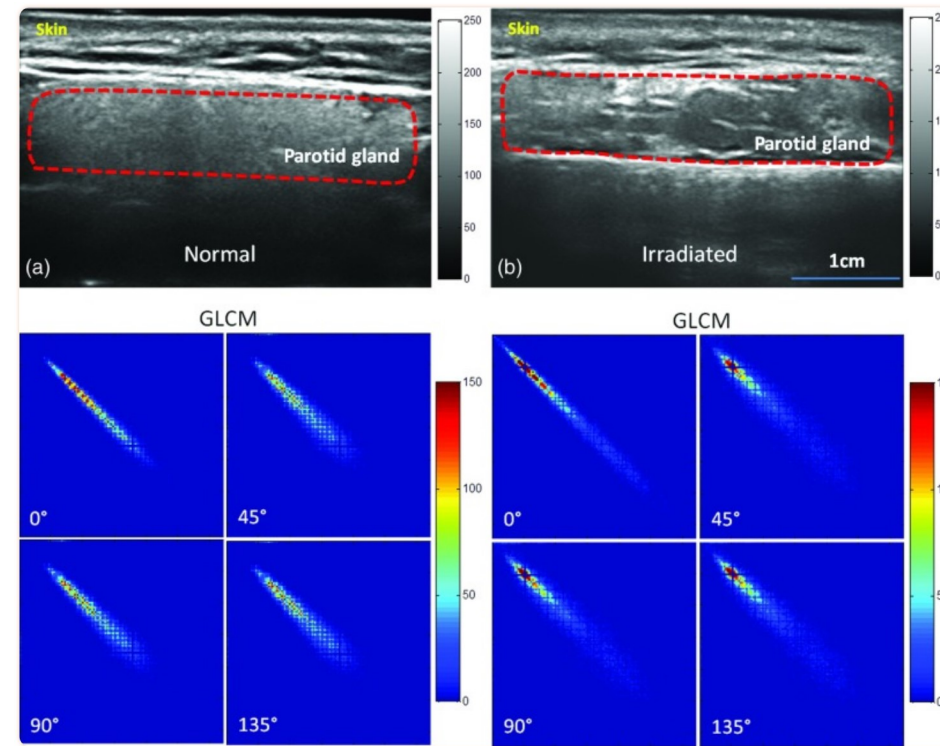 Skin
Parotid gland
Normal
(a)
250
200
150
100
50
0
Skin
Parotid gland
Irradiated
(b)
1cm
GLCM
0°
45°
90°
135°
150
100
50
0
GLCM
0°
45°
90°
135°